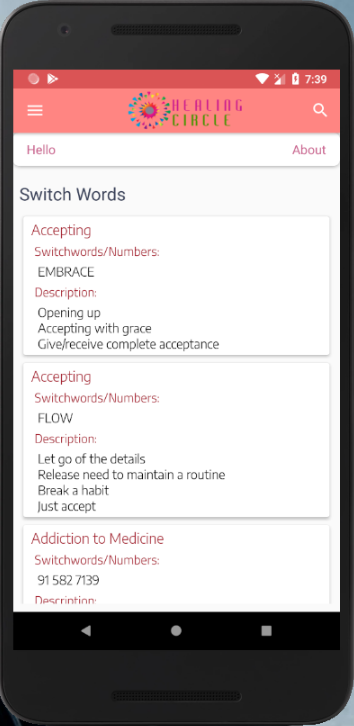 7:39
HEALING
CIRCLE
Hello About
Switch Words
Accepting
Switchwords/Numbers:
EMBRACE
Description:
Opening up
Accepting with grace
Give/receive complete acceptance
Accepting
Switchwords/Numbers:
FLOW
Description:
Let go of the details
Release need to maintain a routine
Break a habit
Just accept
Addiction to Medicine
Switchwords/Numbers:
91 582 7139
Description: